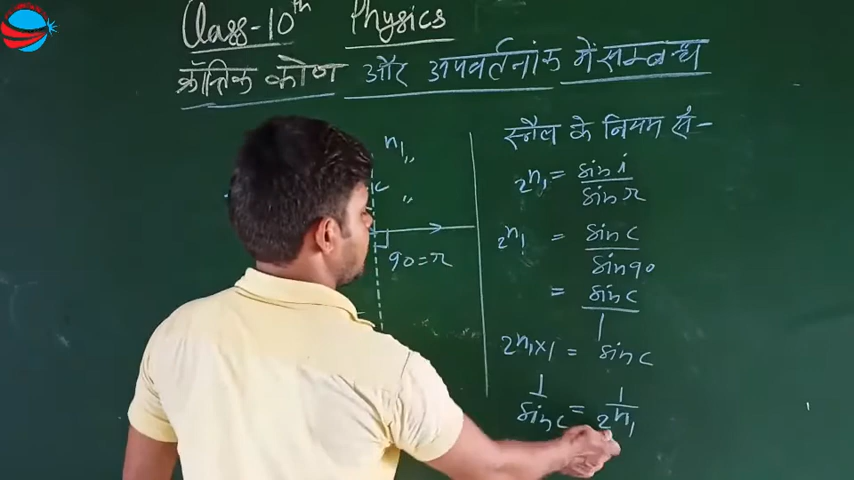 Class-10th Physics
क्रान्तिक कोण और अपवर्तनांक में सम्बन्ध
n₁,,
c ,,
90=r
स्नैल के नियम से-
₂n₁ = sin i / sin r
₂n₁ = sin c / sin 90
= sin c / 1
₂n₁×1 = sin c
1 / sin c = 1 / ₂n₁